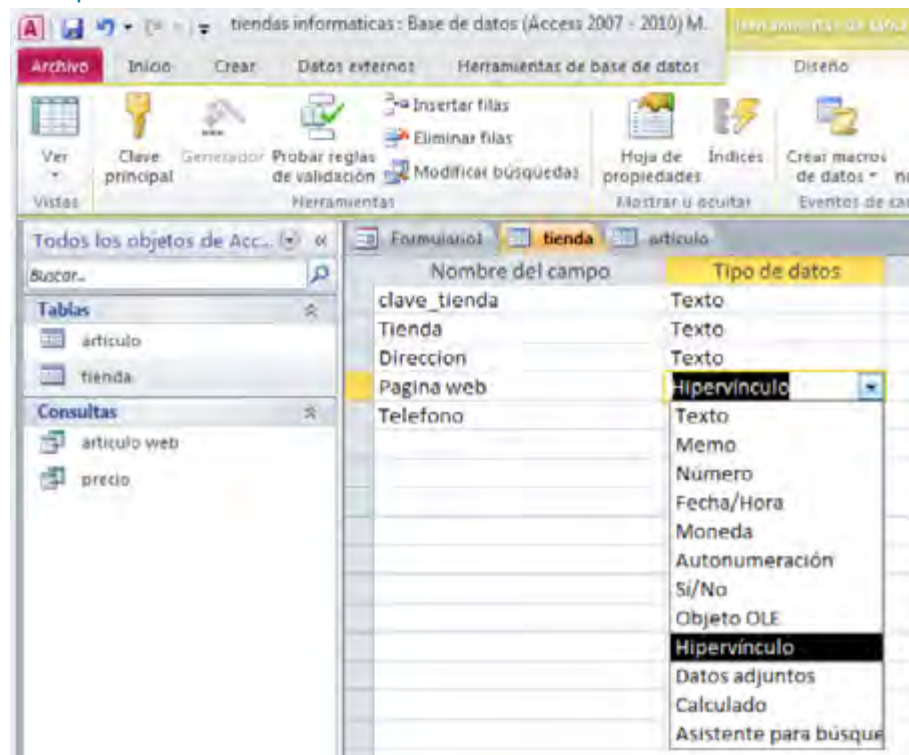 tiendas informaticas : Base de datos (Access 2007 - 2010) M.
Archivo Inicio Crear Datos externos Herramientas de base de datos Diseño
Ver
Clave principal
Generador
Probar reglas de validación
Insertar filas
Eliminar filas
Modificar búsquedas
Hoja de propiedades
Índices
Crear macros de datos
Vistas Herramientas Mostrar u ocultar Eventos de
Todos los objetos de Acc...
Buscar...
Tablas
articulo
tienda
Consultas
articulo web
precio
Formulario1 tienda articulo
Nombre del campo Tipo de datos
clave_tienda Texto
Tienda Texto
Direccion Texto
Pagina web Hipervínculo
Telefono
Texto
Memo
Número
Fecha/Hora
Moneda
Autonumeración
Sí/No
Objeto OLE
Hipervínculo
Datos adjuntos
Calculado
Asistente para búsque